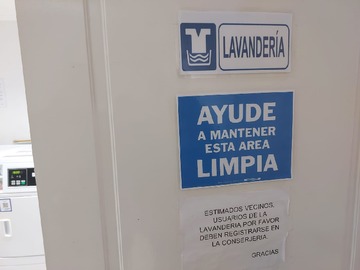 LAVANDERÍA
AYUDE
A MANTENER
ESTA AREA
LIMPIA
ESTIMADOS VECINOS,
USUARIOS DE LA
LAVANDERIA POR FAVOR
DEBEN REGISTRARSE EN
LA CONSERJERIA.
GRACIAS.